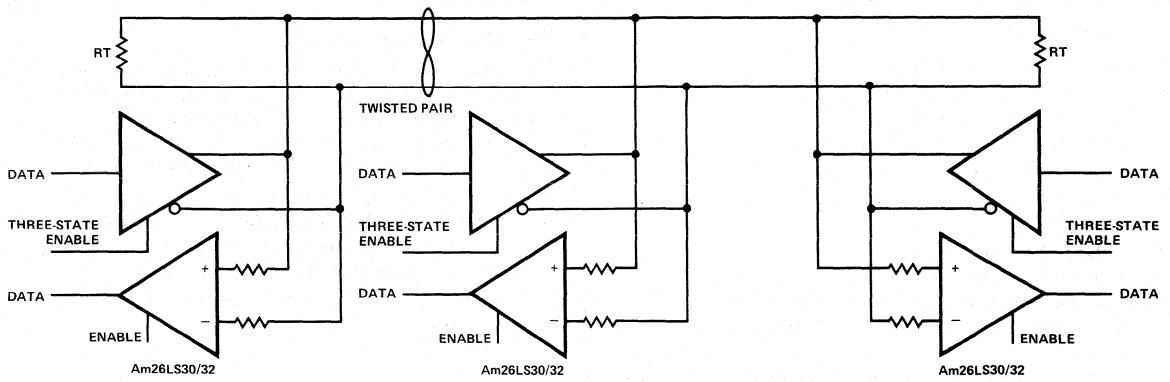 RT
RT
TWISTED PAIR
DATA
DATA
DATA
THREE-STATE
ENABLE
THREE-STATE
ENABLE
THREE-STATE
ENABLE
+
+
+
DATA
DATA
DATA
–
–
–
ENABLE
ENABLE
ENABLE
Am26LS30/32
Am26LS30/32
Am26LS30/32